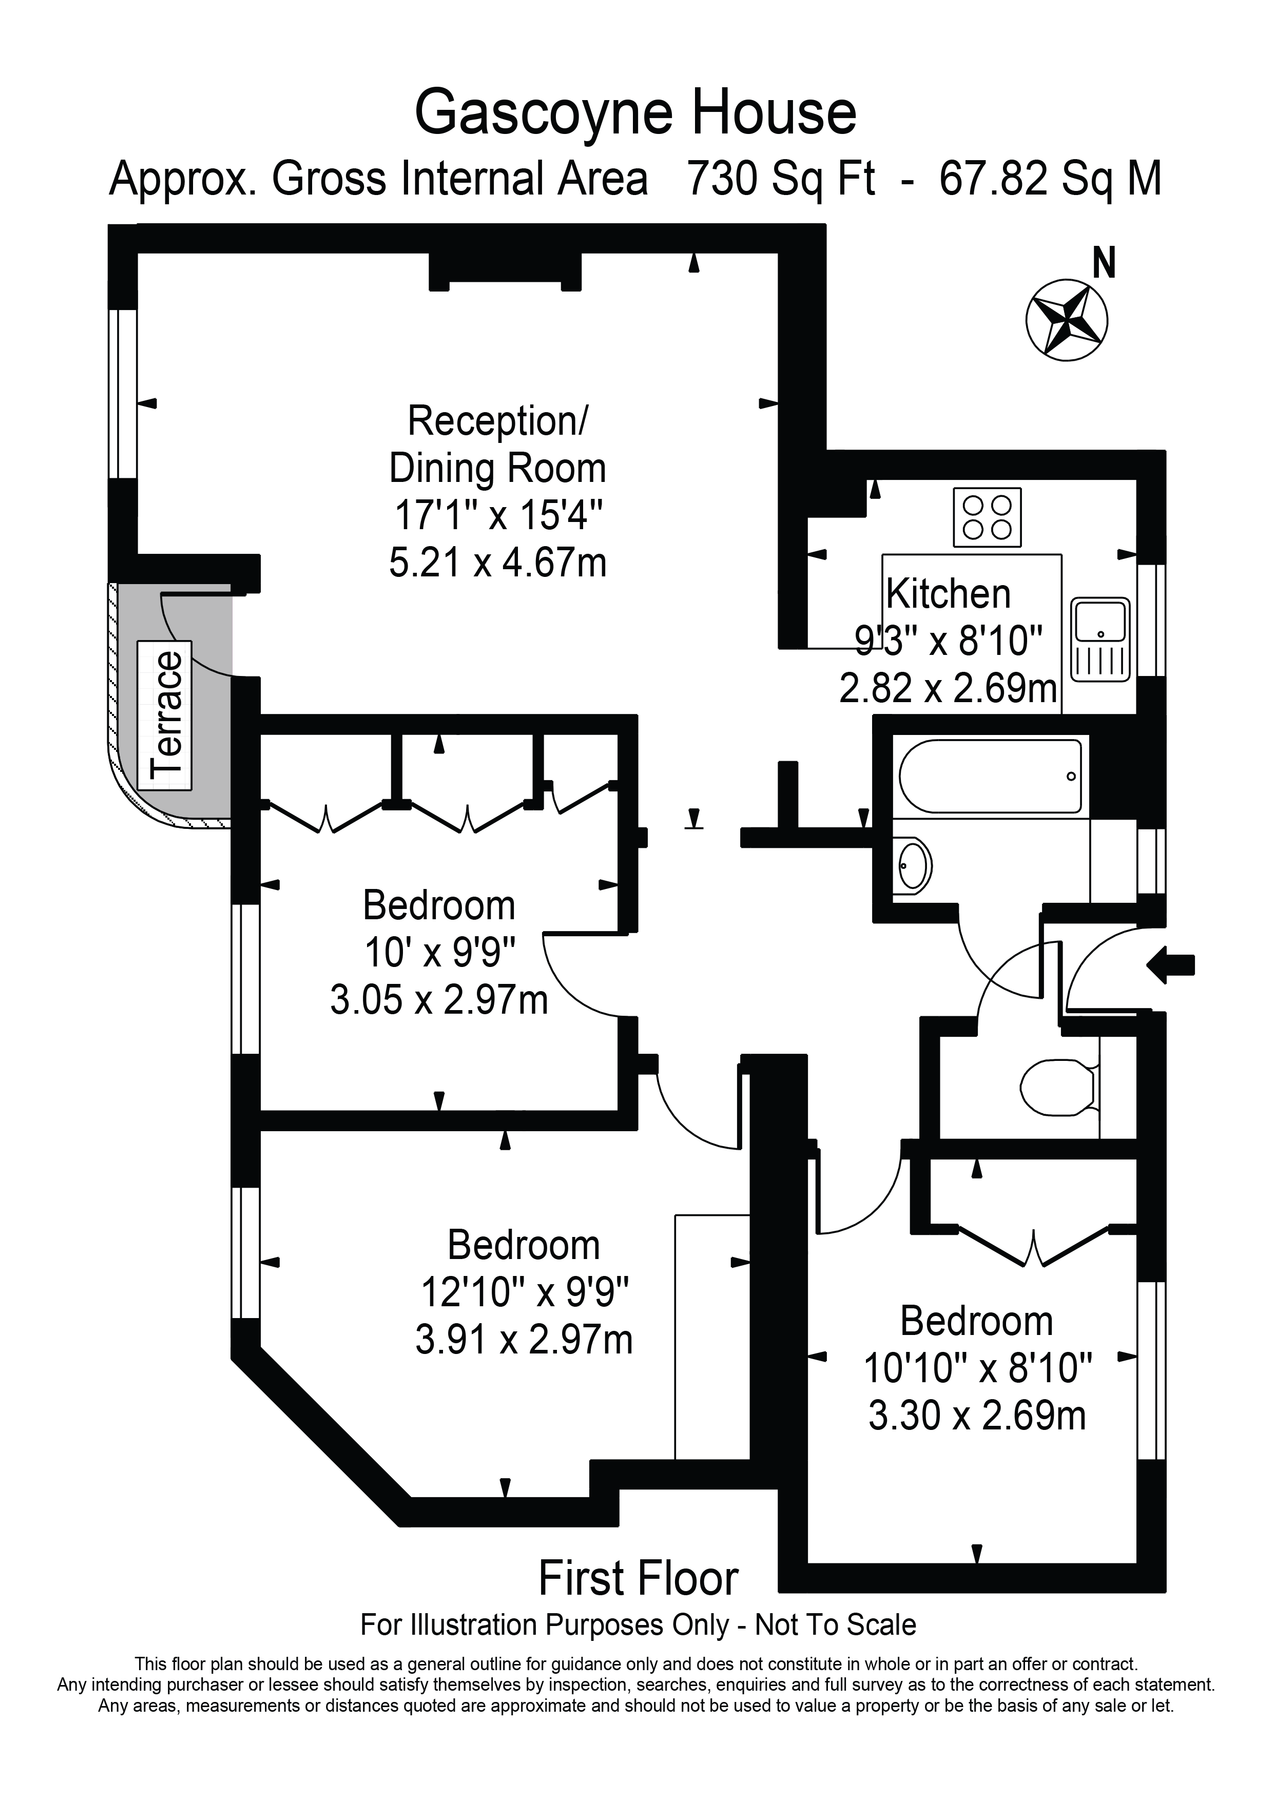 Gascoyne House
Approx. Gross Internal Area 730 Sq Ft - 67.82 Sq M
N
Reception/
Dining Room
17'1" x 15'4"
5.21 x 4.67m
Kitchen
9'3" x 8'10"
2.82 x 2.69m
Terrace
Bedroom
10' x 9'9"
3.05 x 2.97m
Bedroom
12'10" x 9'9"
3.91 x 2.97m
Bedroom
10'10" x 8'10"
3.30 x 2.69m
First Floor
For Illustration Purposes Only - Not To Scale
This floor plan should be used as a general outline for guidance only and does not constitute in whole or in part an offer or contract.
Any intending purchaser or lessee should satisfy themselves by inspection, searches, enquiries and full survey as to the correctness of each statement.
Any areas, measurements or distances quoted are approximate and should not be used to value a property or be the basis of any sale or let.